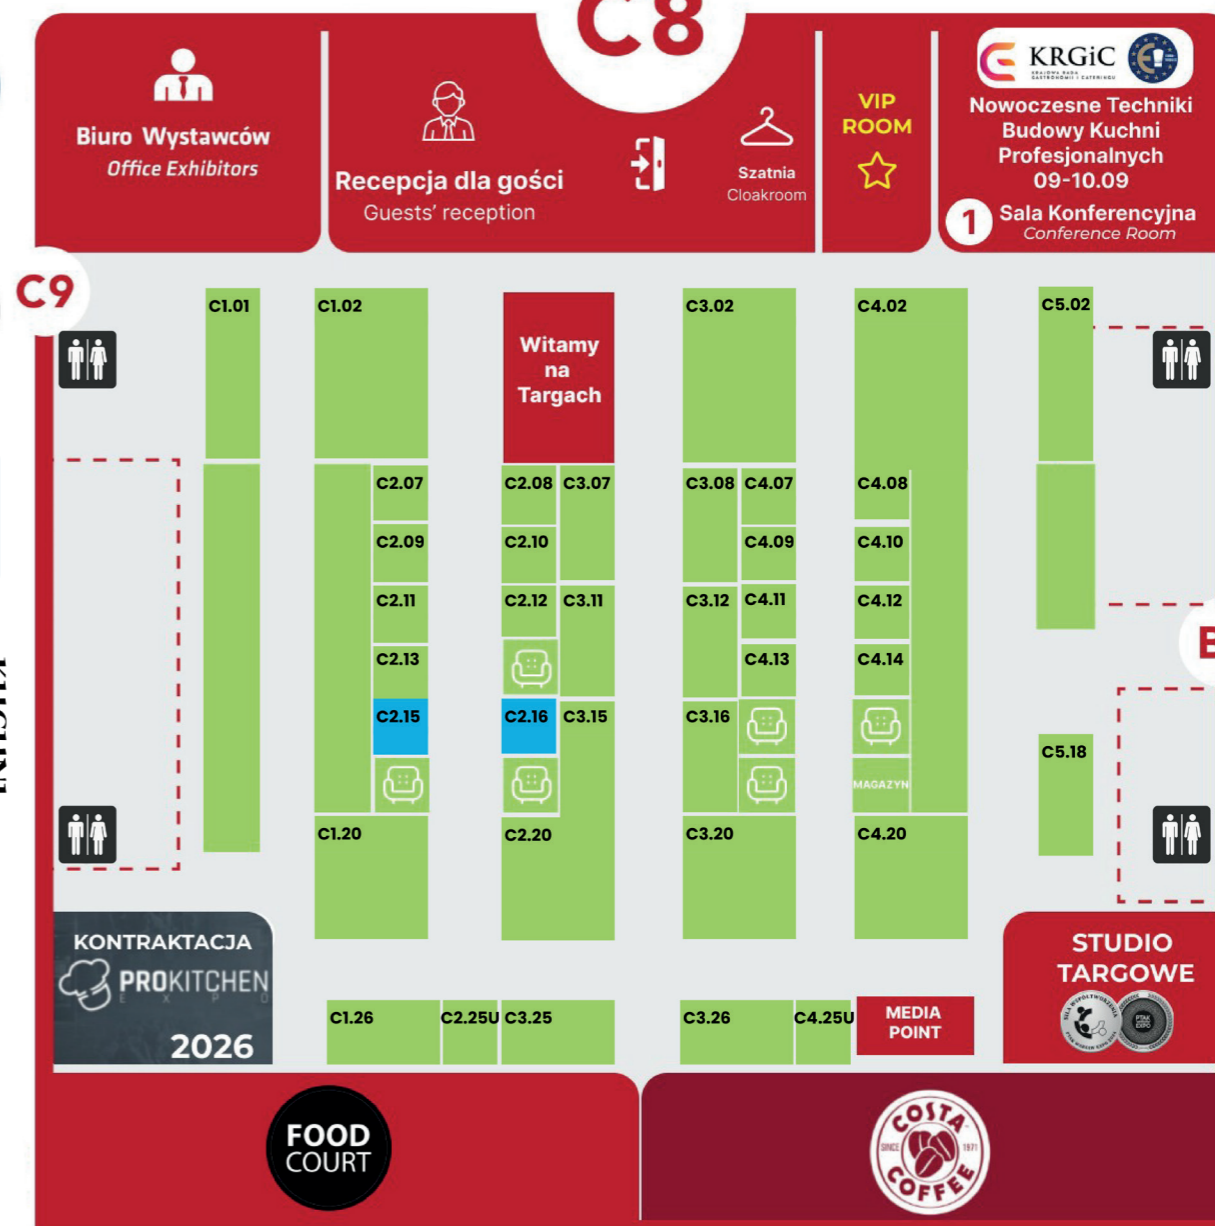 C8
Biuro Wystawców
Office Exhibitors
Recepcja dla gości
Guests' reception
Szatnia
Cloakroom
VIP
ROOM
KRGiC
KRAJOWA RADA
GASTRONOMII I CATERINGU
Nowoczesne Techniki
Budowy Kuchni
Profesjonalnych
09-10.09
1
Sala Konferencyjna
Conference Room
C9
C1.01
C1.02
Witamy
na
Targach
C3.02
C4.02
C5.02
C2.07
C2.08
C3.07
C3.08
C4.07
C4.08
C2.09
C2.10
C4.09
C4.10
C2.11
C2.12
C3.11
C3.12
C4.11
C4.12
C2.13
C4.13
C4.14
C2.15
C2.16
C3.15
C3.16
C5.18
MAGAZYN
C1.20
C2.20
C3.20
C4.20
KONTRAKTACJA
PROKITCHEN
EXPO
2026
STUDIO
TARGOWE
PTAK
EXPO
C1.26
C2.25U
C3.25
C3.26
C4.25U
MEDIA
POINT
FOOD
COURT
COSTA
SINCE
1971
COFFEE